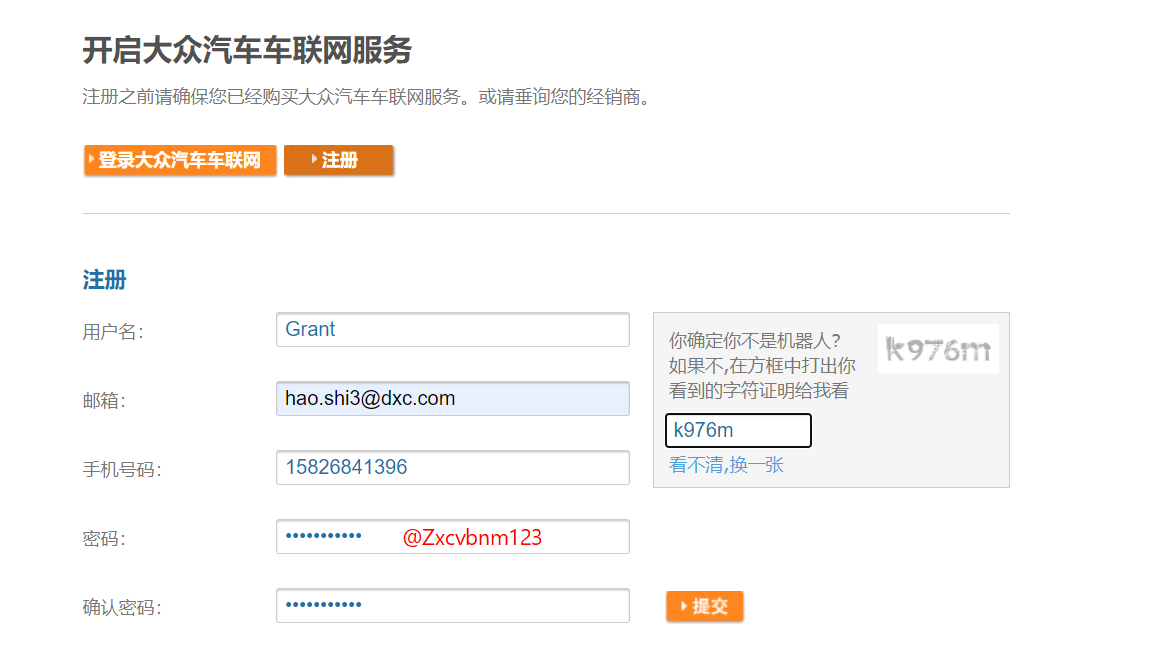 开启大众汽车车联网服务
注册之前请确保您已经购买大众汽车车联网服务。或请垂询您的经销商。
登录大众汽车车联网 注册
注册
用户名: Grant
你确定你不是机器人?
如果不,在方框中打出你
看到的字符证明给我看
k976m
k976m
看不清,换一张
邮箱: hao.shi3@dxc.com
手机号码: 15826841396
密码: ••••••••••• @Zxcvbnm123
确认密码: •••••••••••
提交